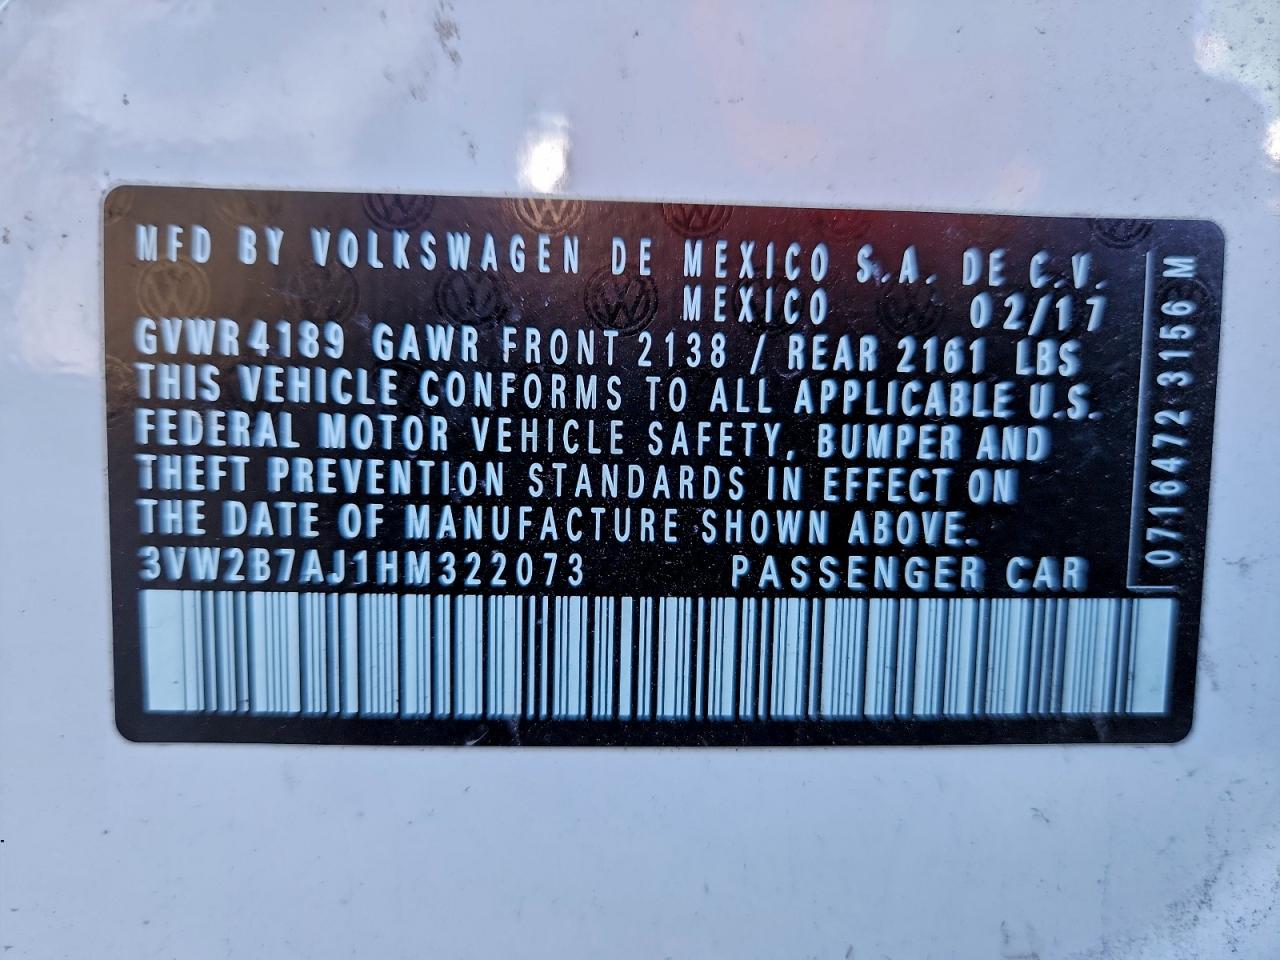 MFD BY VOLKSWAGEN DE MEXICO S.A. DE C.V.
MEXICO 02/17
GVWR 4189 GAWR FRONT 2138 / REAR 2161 LBS
THIS VEHICLE CONFORMS TO ALL APPLICABLE U.S.
FEDERAL MOTOR VEHICLE SAFETY, BUMPER AND
THEFT PREVENTION STANDARDS IN EFFECT ON
THE DATE OF MANUFACTURE SHOWN ABOVE.
3VW2B7AJ1HM322073 PASSENGER CAR
0716472 3156 M